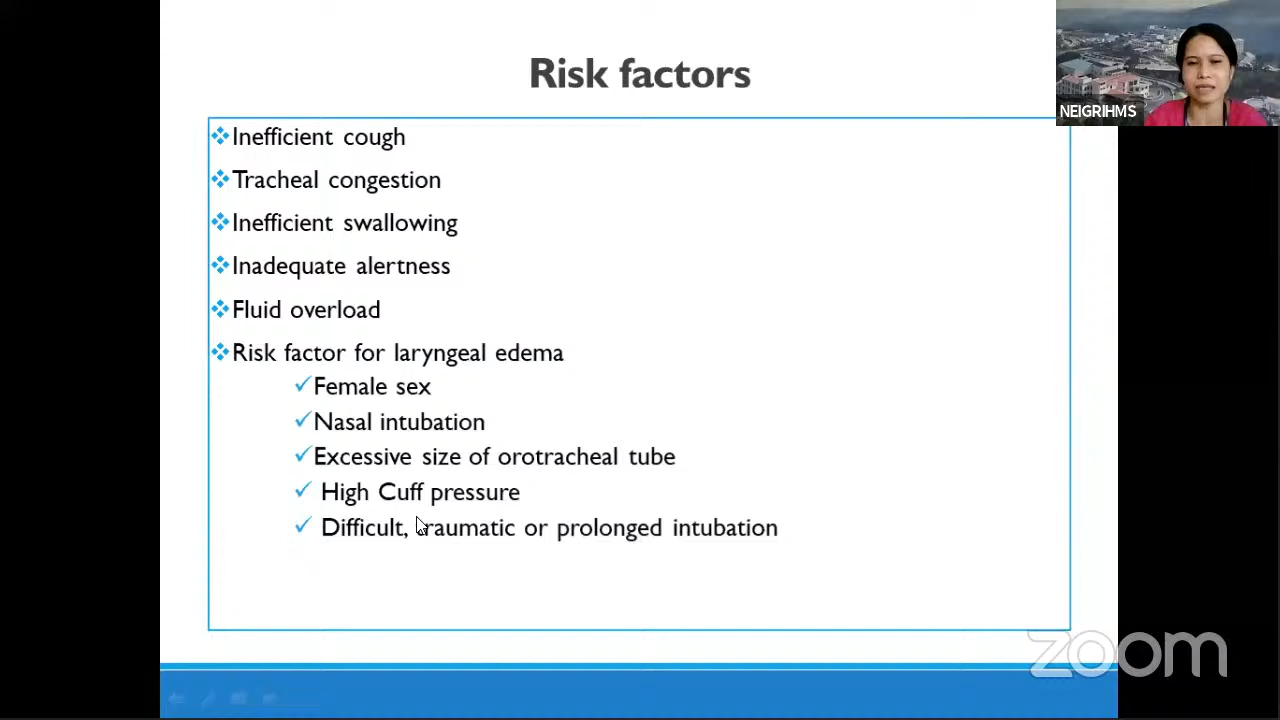 Risk factors
NEIGRIHMS
Inefficient cough
Tracheal congestion
Inefficient swallowing
Inadequate alertness
Fluid overload
Risk factor for laryngeal edema
Female sex
Nasal intubation
Excessive size of orotracheal tube
High Cuff pressure
Difficult, traumatic or prolonged intubation
zoom